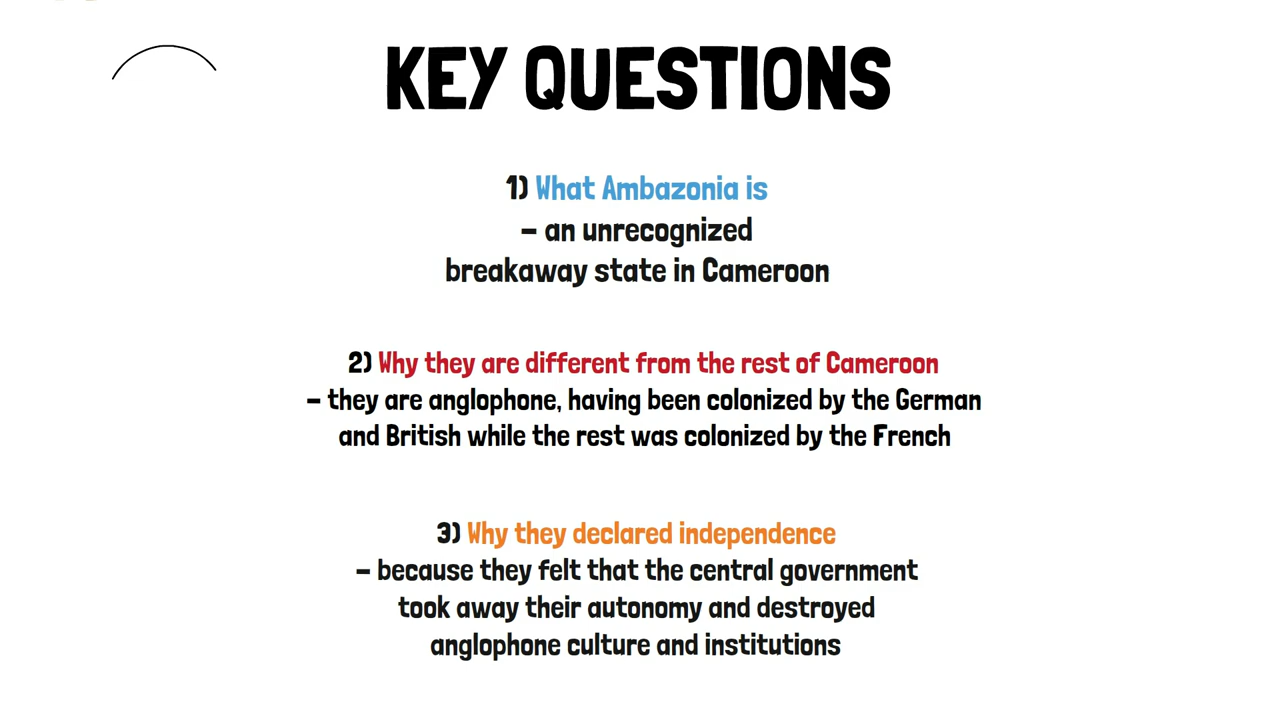 KEY QUESTIONS
1) What Ambazonia is
– an unrecognized
breakaway state in Cameroon
2) Why they are different from the rest of Cameroon
– they are anglophone, having been colonized by the German
and British while the rest was colonized by the French
3) Why they declared independence
– because they felt that the central government
took away their autonomy and destroyed
anglophone culture and institutions